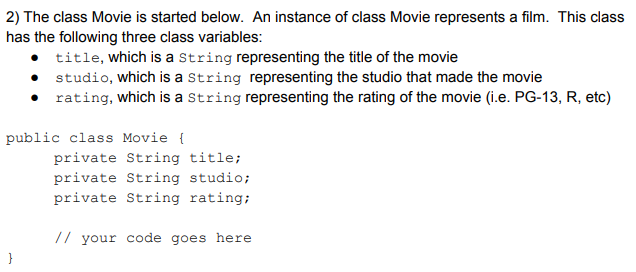 2) The class Movie is started below.  An instance of class Movie represents a film.  This class
has the following three class variables:
● title, which is a String representing the title of the movie
● studio, which is a String representing the studio that made the movie
● rating, which is a String representing the rating of the movie (i.e. PG-13, R, etc)
public class Movie {
private String title;
private String studio;
private String rating;
// your code goes here
}